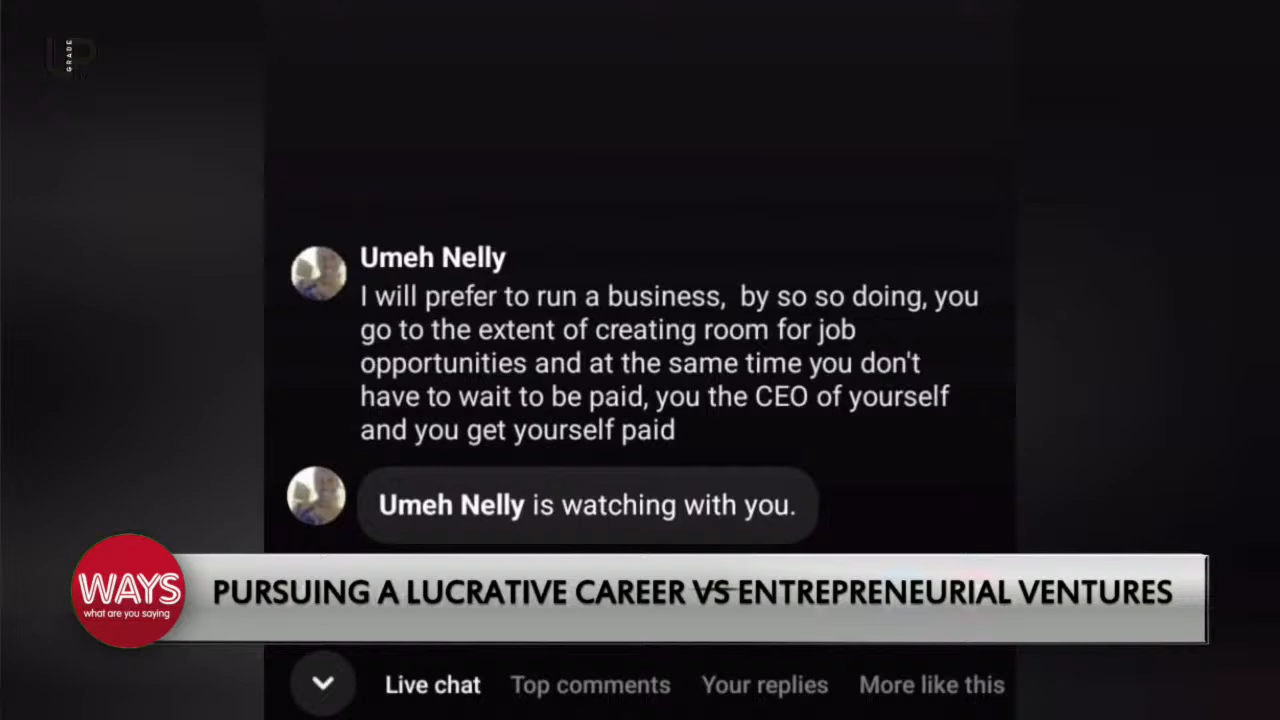 UP
GRADE
TV
Umeh Nelly
I will prefer to run a business, by so so doing, you
go to the extent of creating room for job
opportunities and at the same time you don't
have to wait to be paid, you the CEO of yourself
and you get yourself paid
Umeh Nelly is watching with you.
WAYS
what are you saying
PURSUING A LUCRATIVE CAREER VS ENTREPRENEURIAL VENTURES
Live chat Top comments Your replies More like this